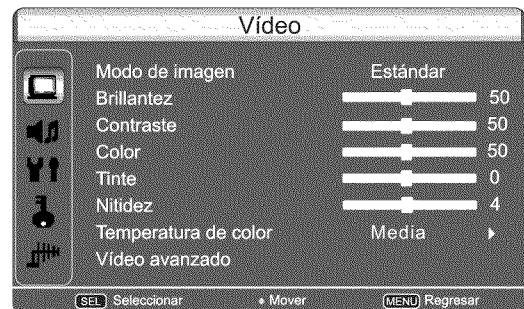 Vídeo
Modo de imagen Estándar
Brillantez 50
Contraste 50
Color 50
Tinte 0
Nitidez 4
Temperatura de color Media
Vídeo avanzado
SEL Seleccionar Mover MENU Regresar